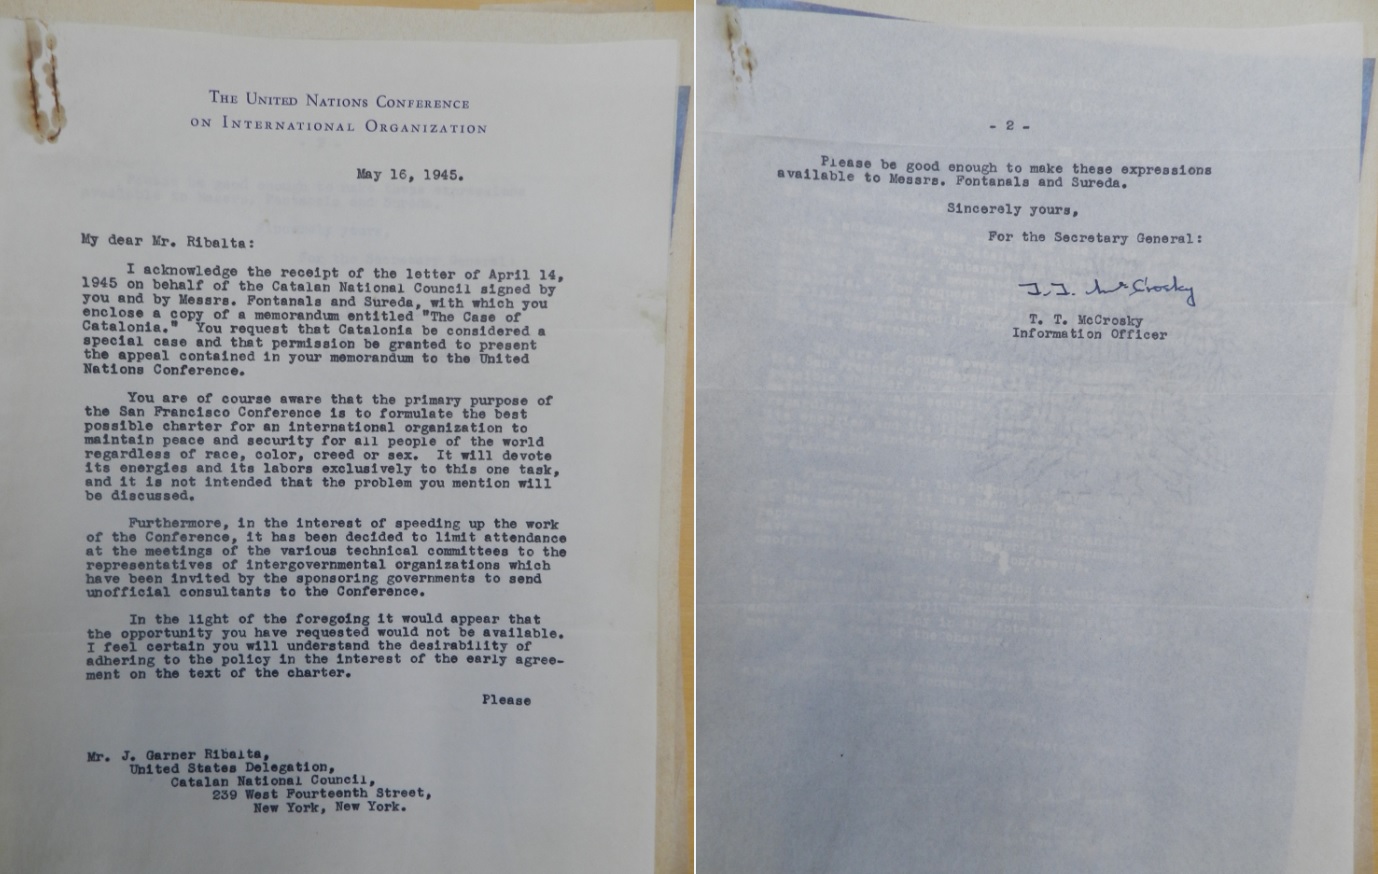 The United Nations Conference
on International Organization
May 16, 1945.
My dear Mr. Ribalta:
I acknowledge the receipt of the letter of April 14,
1945 on behalf of the Catalan National Council signed by
you and by Messrs. Fontanals and Sureda, with which you
enclose a copy of a memorandum entitled "The Case of
Catalonia." You request that Catalonia be considered a
special case and that permission be granted to present
the appeal contained in your memorandum to the United
Nations Conference.
You are of course aware that the primary purpose of
the San Francisco Conference is to formulate the best
possible charter for an international organization to
maintain peace and security for all people of the world
regardless of race, color, creed or sex. It will devote
its energies and its labors exclusively to this one task,
and it is not intended that the problem you mention will
be discussed.
Furthermore, in the interest of speeding up the work
of the Conference, it has been decided to limit attendance
at the meetings of the various technical committees to the
representatives of intergovernmental organizations which
have been invited by the sponsoring governments to send
unofficial consultants to the Conference.
In the light of the foregoing it would appear that
the opportunity you have requested would not be available.
I feel certain you will understand the desirability of
adhering to the policy in the interest of the early agree-
ment on the text of the charter.
Please
Mr. J. Garner Ribalta,
United States Delegation,
Catalan National Council,
239 West Fourteenth Street,
New York, New York.
- 2 -
Please be good enough to make these expressions
available to Messrs. Fontanals and Sureda.
Sincerely yours,
For the Secretary General:
T. T. McCrosky
T. T. McCrosky
Information Officer